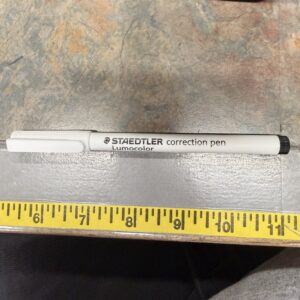 STAEDTLER correction pen
Lumocolor
6 7 8 9 10 11